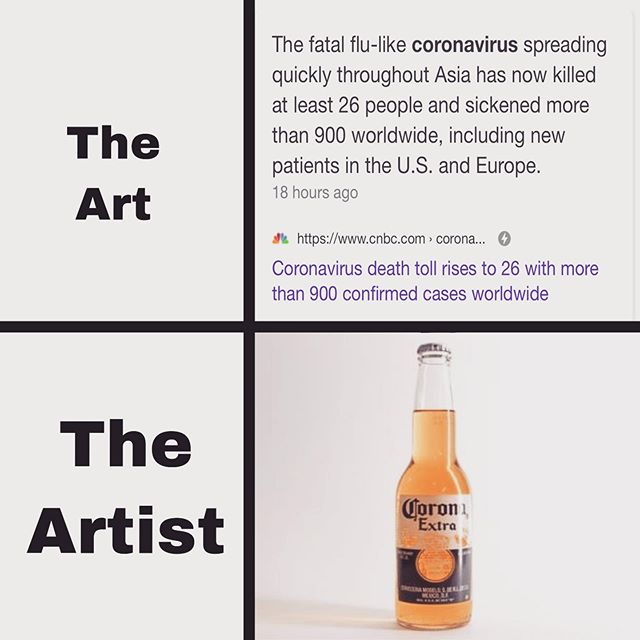 The
Art
The fatal flu-like coronavirus spreading
quickly throughout Asia has now killed
at least 26 people and sickened more
than 900 worldwide, including new
patients in the U.S. and Europe.
18 hours ago
https://www.cnbc.com › corona...
Coronavirus death toll rises to 26 with more
than 900 confirmed cases worldwide
The
Artist
Corona
Extra